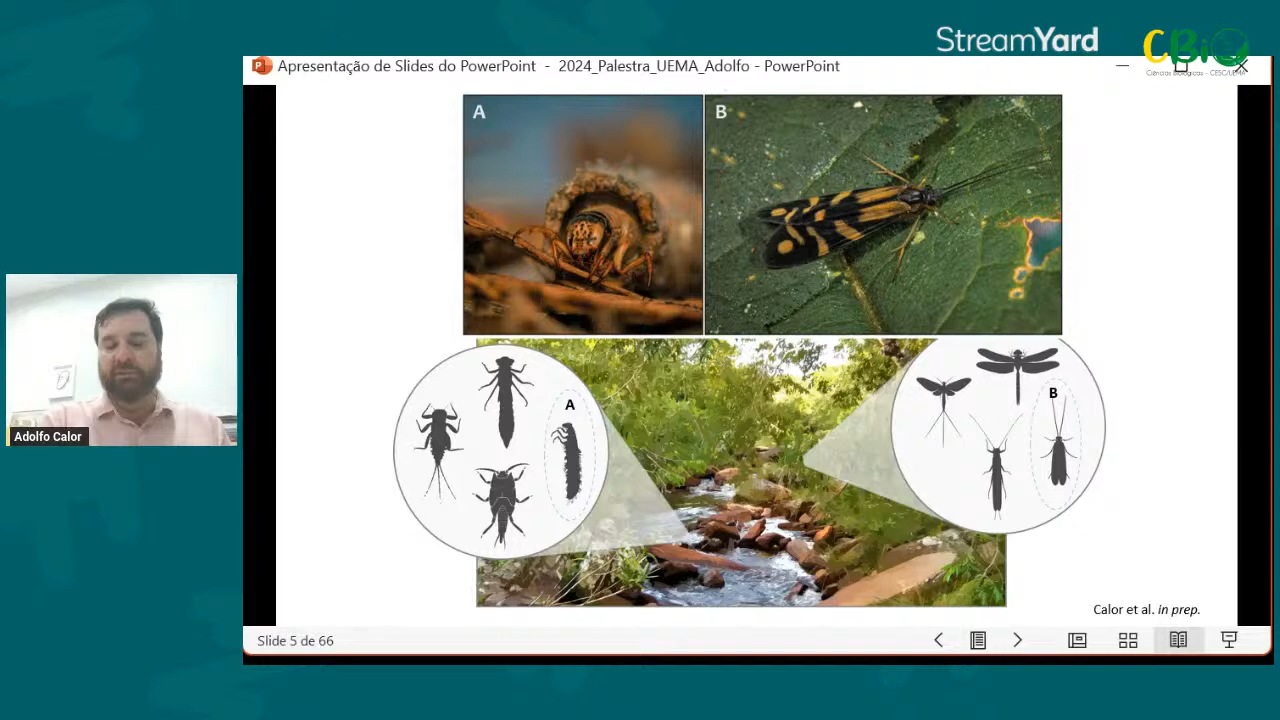 StreamYard
CBiO
Ciências Biológicas - CESC/UEMA
Apresentação de Slides do PowerPoint - 2024_Palestra_UEMA_Adolfo - PowerPoint
A
B
A
B
Adolfo Calor
Calor et al. in prep.
Slide 5 de 66